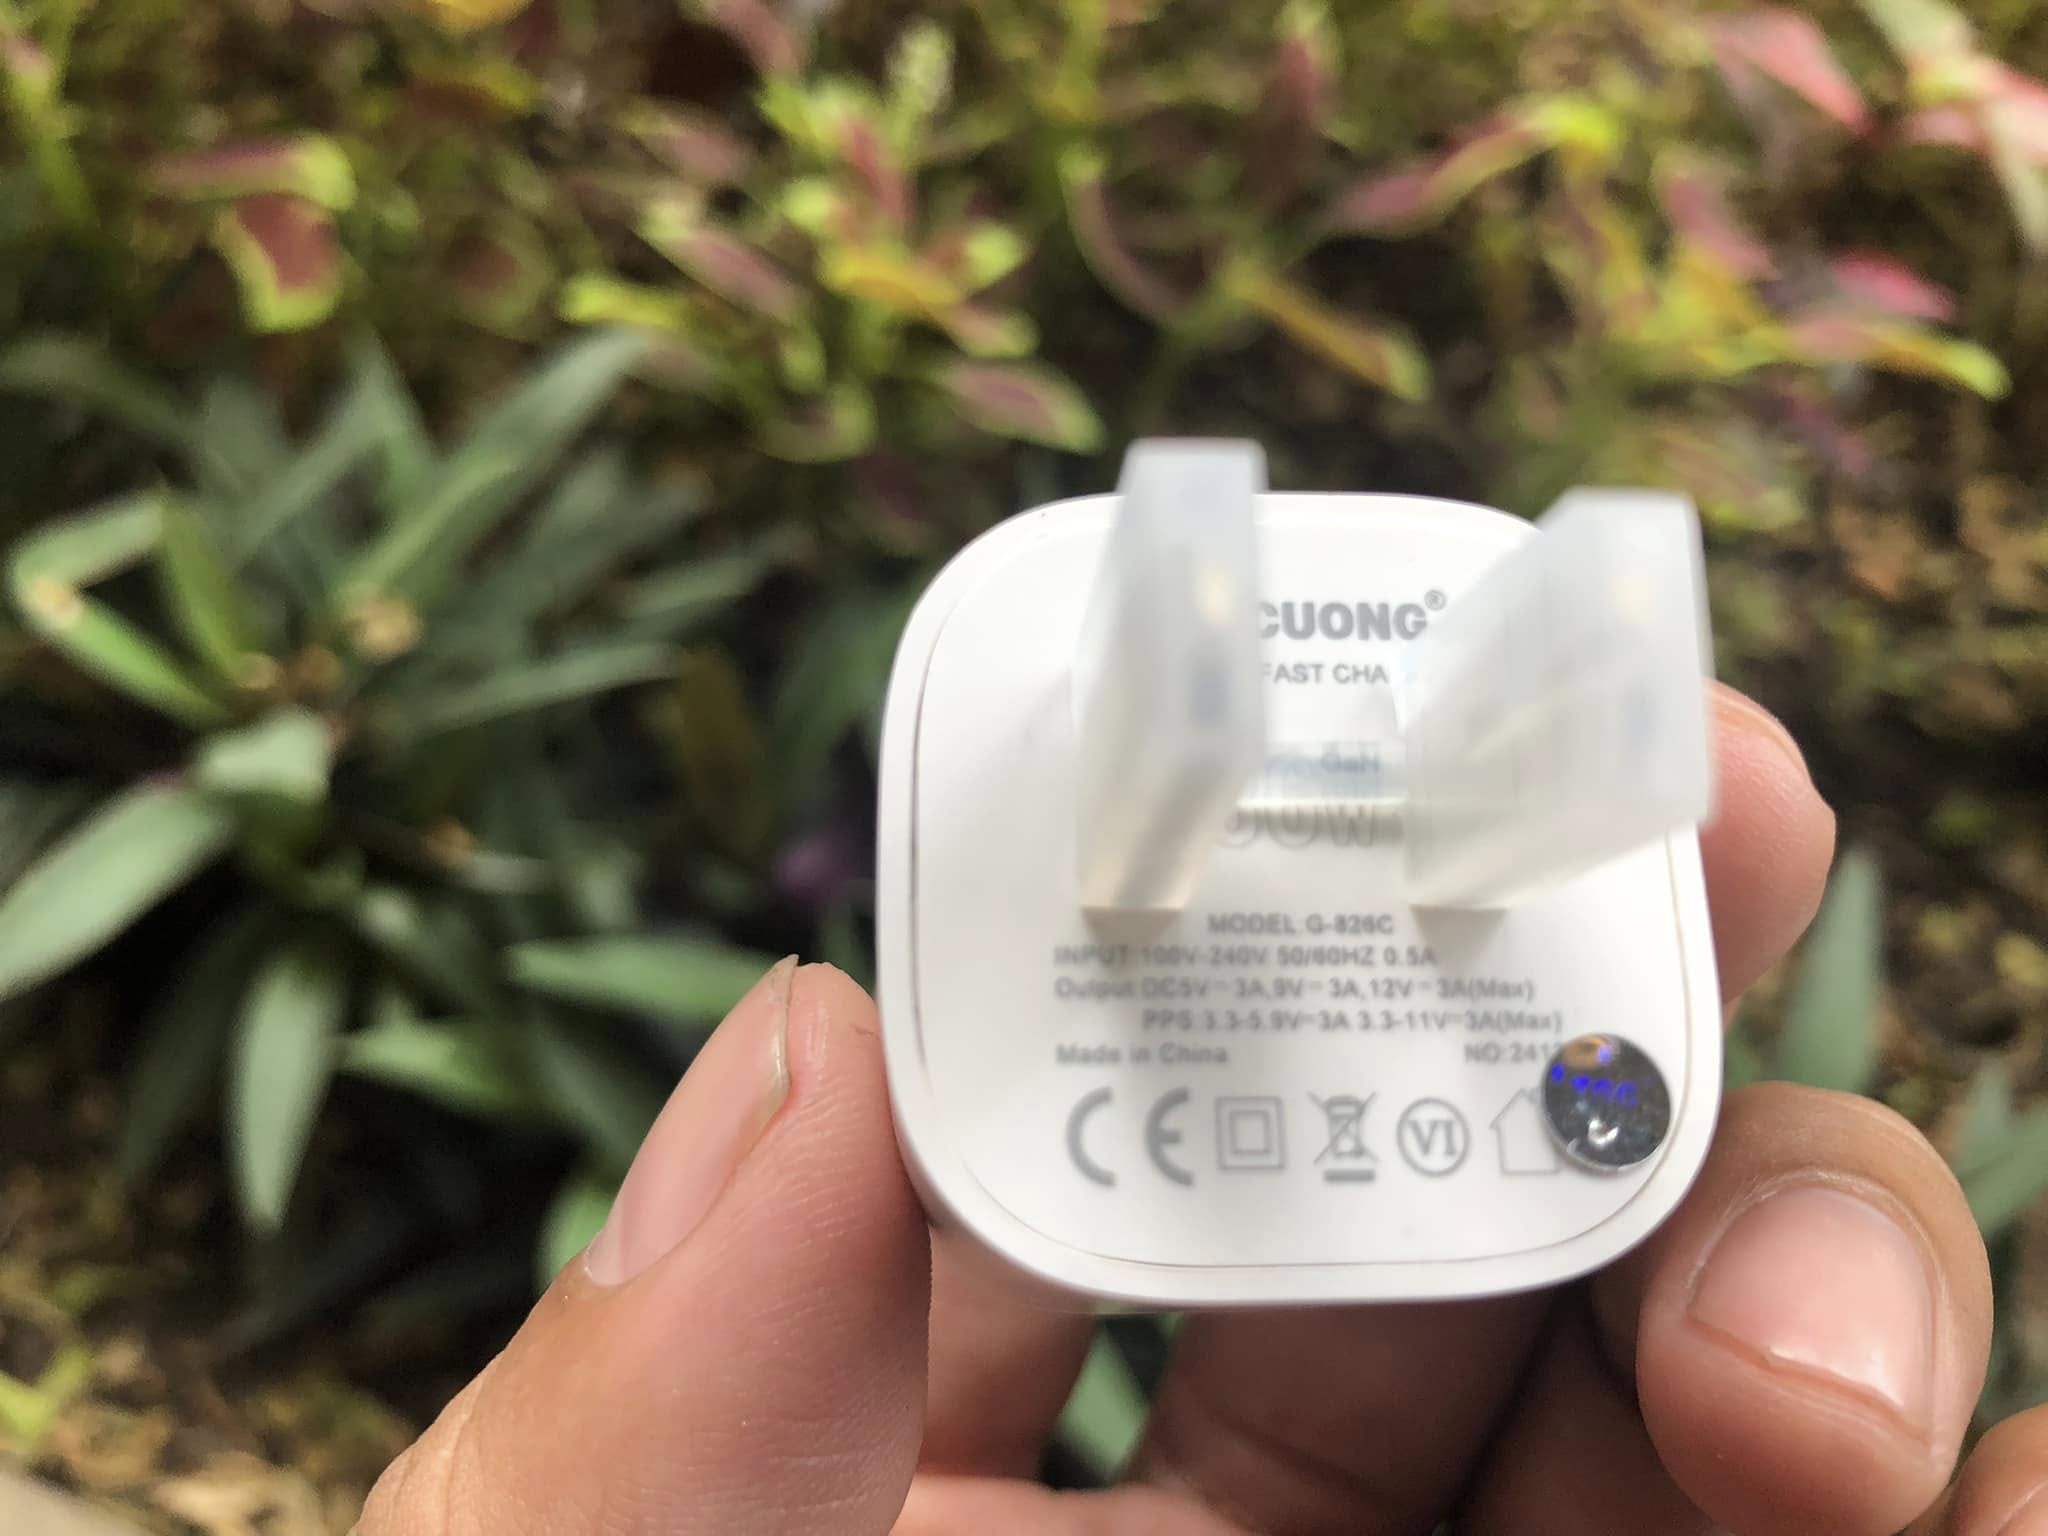 CUONG®
FAST CHA
GaN
MODEL:G-826C
INPUT:100V-240V 50/60HZ 0.5A
Output:DC5V⎓3A,9V⎓3A,12V⎓3A(Max)
PPS:3.3-5.9V⎓3A 3.3-11V⎓3A(Max)
Made in China NO:241
CE VI